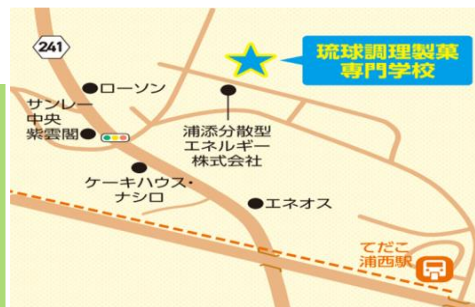 241
琉球調理製菓
専門学校
ローソン
サンレー
中央
紫雲閣
浦添分散型
エネルギー
株式会社
ケーキハウス・
ナシロ
エネオス
てだこ
浦西駅